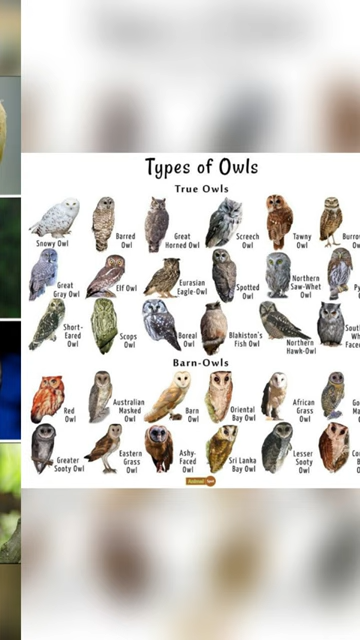 Types of Owls
True Owls
Snowy Owl
Barred Owl
Great Horned Owl
Screech Owl
Tawny Owl
Great Gray Owl
Elf Owl
Eurasian Eagle-Owl
Spotted Owl
Northern Saw-Whet Owl
Short-Eared Owl
Scops Owl
Boreal Owl
Blakiston's Fish Owl
Northern Hawk-Owl
Barn-Owls
Red Owl
Australian Masked Owl
Barn Owl
Oriental Bay Owl
African Grass Owl
Greater Sooty Owl
Eastern Grass Owl
Ashy-Faced Owl
Sri Lanka Bay Owl
Lesser Sooty Owl